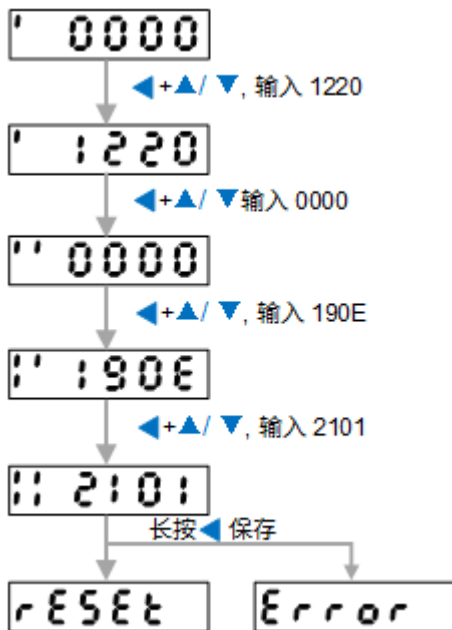 ' 0000
◀+▲/ ▼, 输入 1220
' 1220
◀+▲/ ▼输入 0000
'' 0000
◀+▲/ ▼, 输入 190E
¦' 190E
◀+▲/ ▼, 输入 2101
¦¦ 2101
长按◀ 保存
rESEt
Error